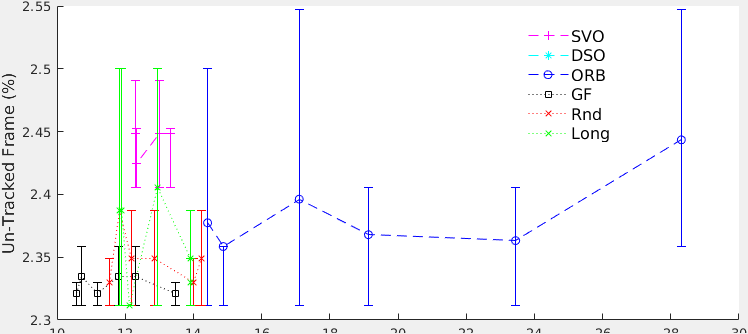 2.55
2.5
2.45
2.4
2.35
2.3
Un-Tracked Frame (%)
SVO
DSO
ORB
GF
Rnd
Long
10 12 14 16 18 20 22 24 26 28 30